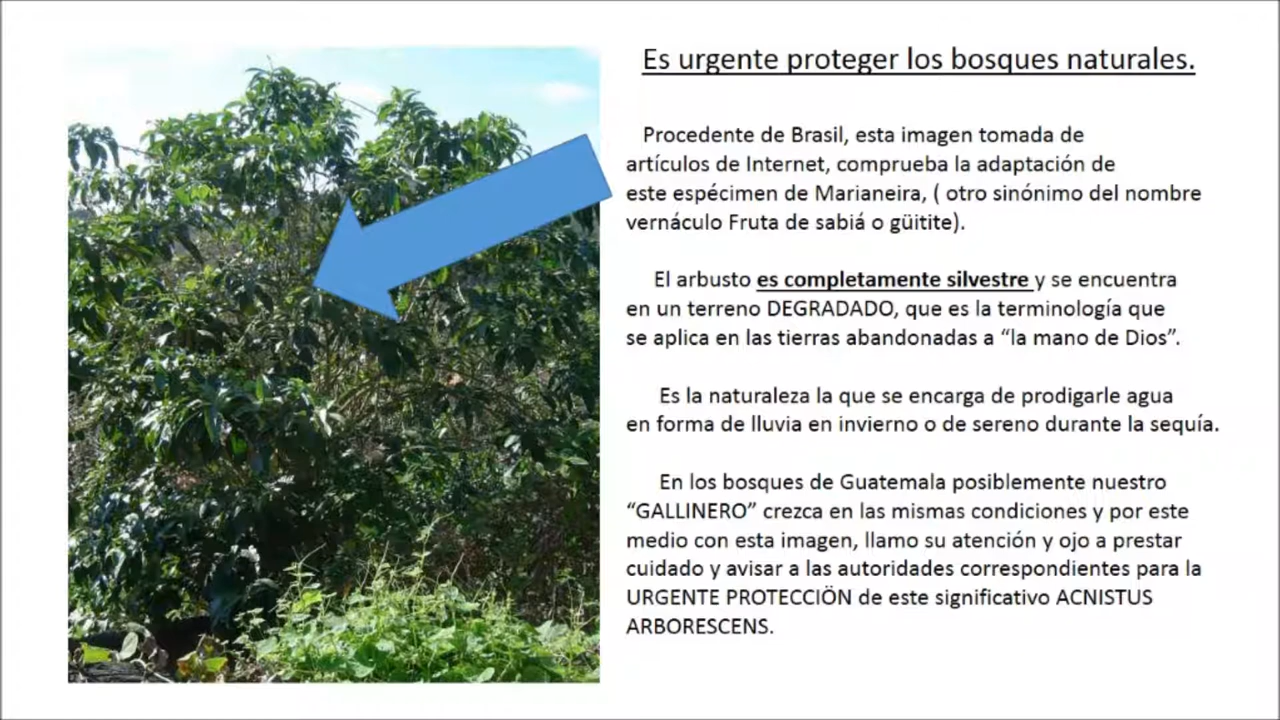 Es urgente proteger los bosques naturales.
Procedente de Brasil, esta imagen tomada de
artículos de Internet, comprueba la adaptación de
este espécimen de Marianeira, ( otro sinónimo del nombre
vernáculo Fruta de sabiá o güitite).
El arbusto es completamente silvestre y se encuentra
en un terreno DEGRADADO, que es la terminología que
se aplica en las tierras abandonadas a “la mano de Dios”.
Es la naturaleza la que se encarga de prodigarle agua
en forma de lluvia en invierno o de sereno durante la sequía.
En los bosques de Guatemala posiblemente nuestro
“GALLINERO” crezca en las mismas condiciones y por este
medio con esta imagen, llamo su atención y ojo a prestar
cuidado y avisar a las autoridades correspondientes para la
URGENTE PROTECCIÖN de este significativo ACNISTUS
ARBORESCENS.